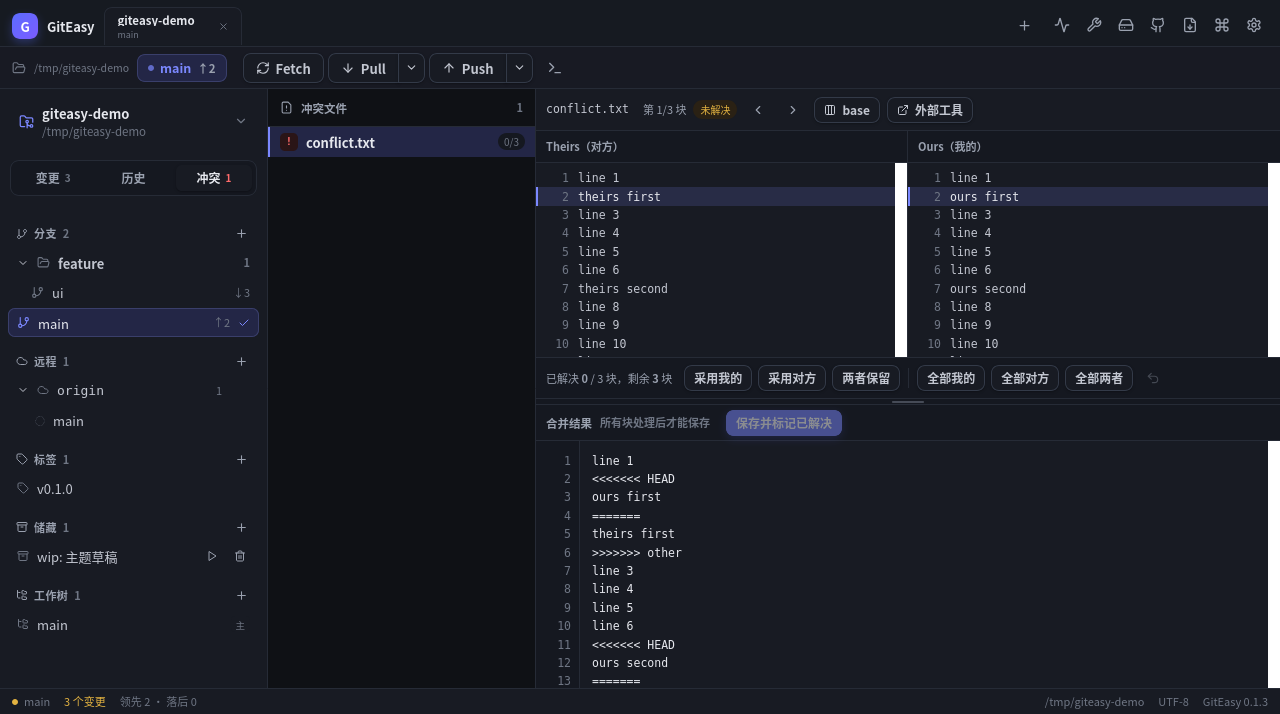 G GitEasy
giteasy-demo
main
/tmp/giteasy-demo
main ↑2
Fetch
Pull
Push
giteasy-demo
/tmp/giteasy-demo
变更 3
历史
冲突 1
分支 2
feature 1
ui ↓3
main ↑2
远程 1
origin 1
main
标签 1
v0.1.0
储藏 1
wip: 主题草稿
工作树 1
main 主
冲突文件 1
! conflict.txt 0/3
conflict.txt 第 1/3 块 未解决
base
外部工具
Theirs（对方）
1 line 1
2 theirs first
3 line 3
4 line 4
5 line 5
6 line 6
7 theirs second
8 line 8
9 line 9
10 line 10
Ours（我的）
1 line 1
2 ours first
3 line 3
4 line 4
5 line 5
6 line 6
7 ours second
8 line 8
9 line 9
10 line 10
已解决 0 / 3 块，剩余 3 块
采用我的
采用对方
两者保留
全部我的
全部对方
全部两者
合并结果 所有块处理后才能保存 保存并标记已解决
1 line 1
2 <<<<<<< HEAD
3 ours first
4 =======
5 theirs first
6 >>>>>>> other
7 line 3
8 line 4
9 line 5
10 line 6
11 <<<<<<< HEAD
12 ours second
13 =======
main 3 个变更 领先 2 · 落后 0
/tmp/giteasy-demo UTF-8 GitEasy 0.1.3